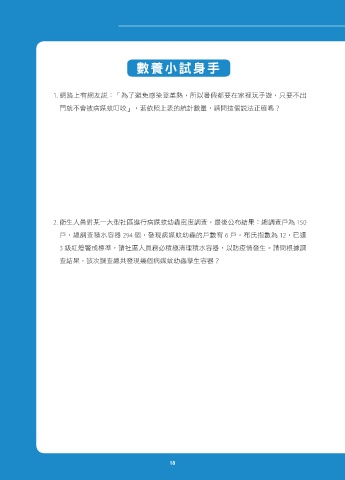 數養小試身手
1. 網路上有網友說：「為了避免感染登革熱，所以暑假都要在家裡玩手遊，只要不出
門就不會被病媒蚊叮咬」，若依照上表的統計數量，請問這個說法正確嗎？
2. 衛生人員對某一大型社區進行病媒蚊幼蟲密度調查，最後公布結果：總調查戶為 150
戶，總調查積水容器 294 個，發現病媒蚊幼蟲的戶數有 6 戶，布氏指數為 12，已達
3 級紅燈警戒標準，請社區人員務必積極清理積水容器，以防疫情發生。請問根據調
查結果，該次調查總共發現幾個病媒蚊幼蟲孳生容器？
18